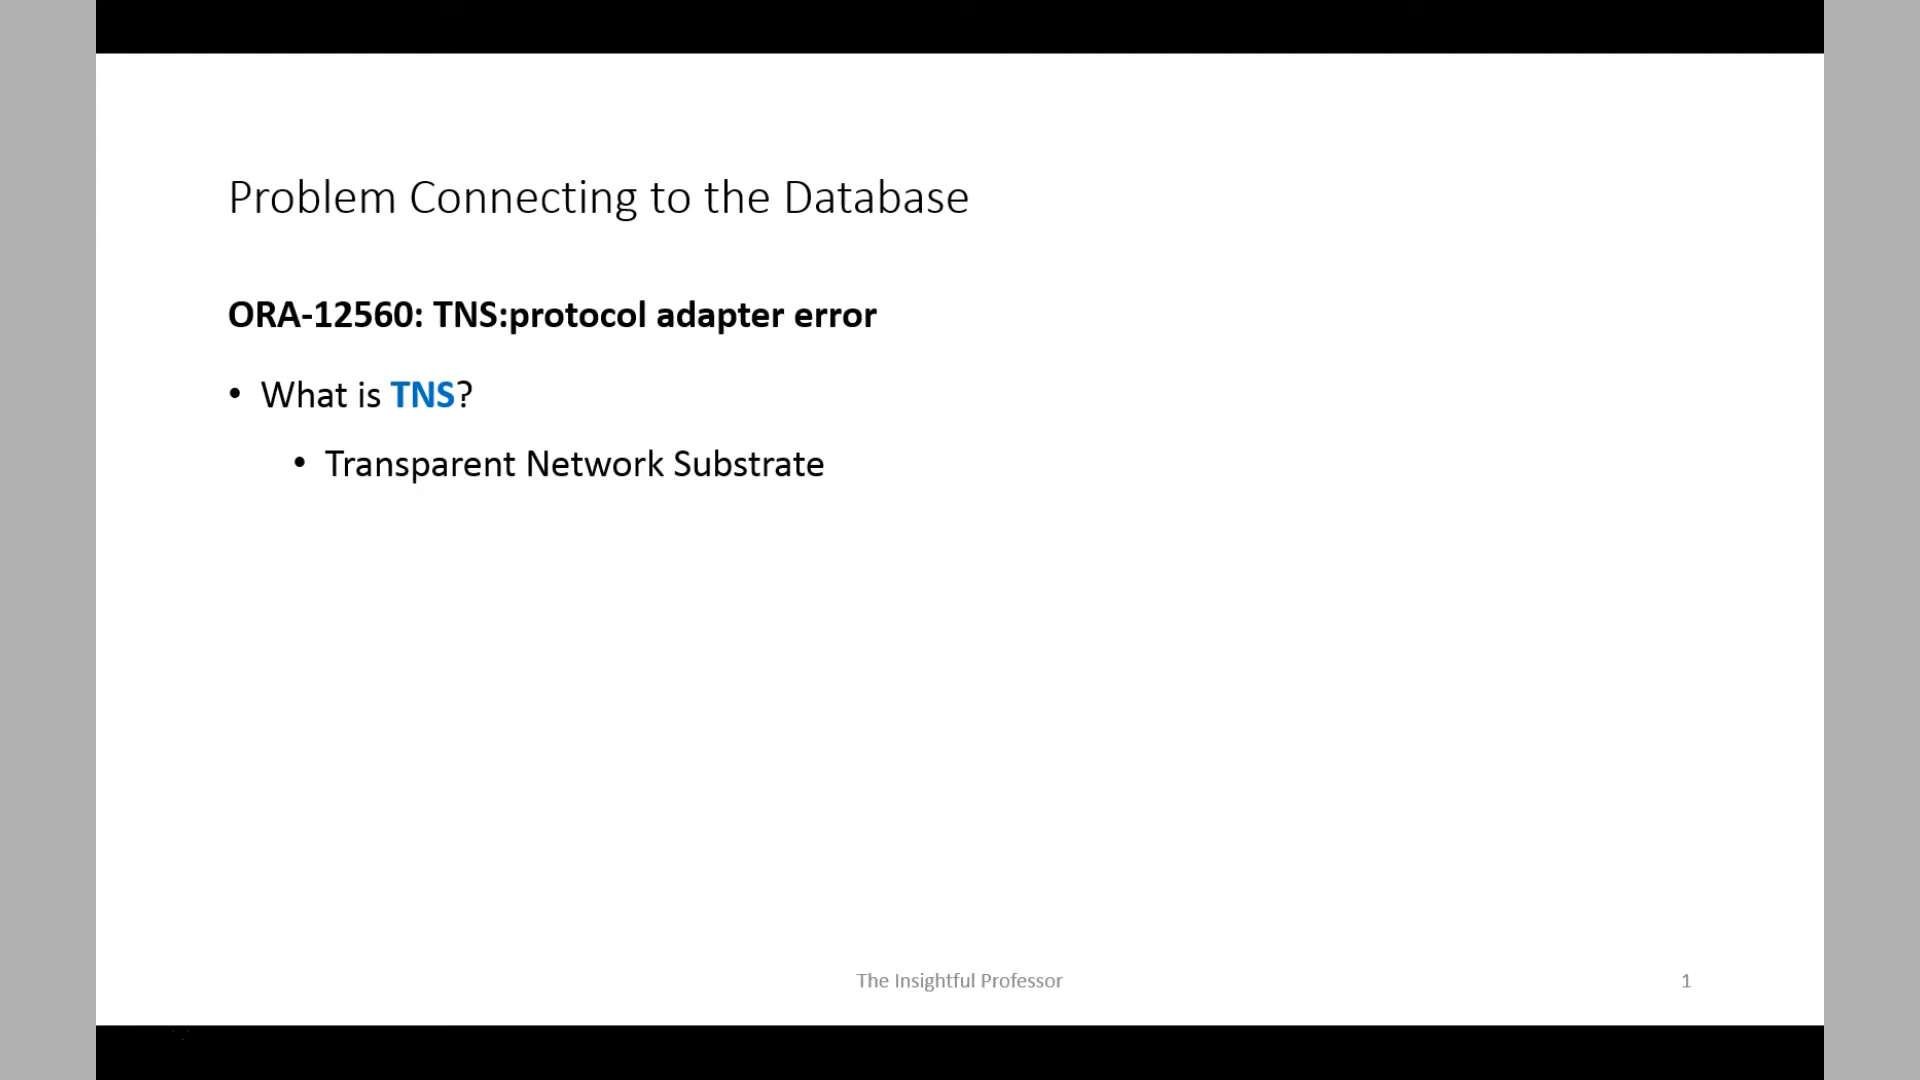 Problem Connecting to the Database
ORA-12560: TNS:protocol adapter error
• What is TNS?
• Transparent Network Substrate
The Insightful Professor
1